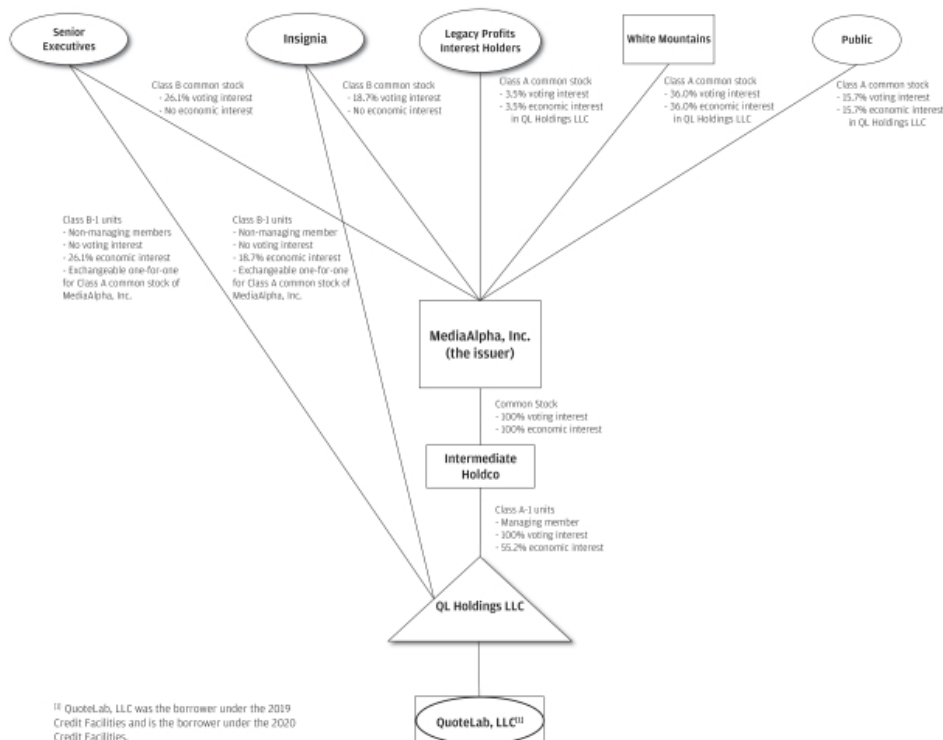 Senior
Executives
Insignia
Legacy Profits
Interest Holders
White Mountains
Public
Class B common stock
- 26.1% voting interest
- No economic interest
Class B common stock
- 18.7% voting interest
- No economic interest
Class A common stock
- 3.5% voting interest
- 3.5% economic interest
in QL Holdings LLC
Class A common stock
- 36.0% voting interest
- 36.0% economic interest
in QL Holdings LLC
Class A common stock
- 15.7% voting interest
- 15.7% economic interest
in QL Holdings LLC
Class B-1 units
- Non-managing members
- No voting interest
- 26.1% economic interest
- Exchangeable one-for-one
for Class A common stock of
MediaAlpha, Inc.
Class B-1 units
- Non-managing member
- No voting interest
- 18.7% economic interest
- Exchangeable one-for-one
for Class A common stock of
MediaAlpha, Inc.
MediaAlpha, Inc.
(the issuer)
Common Stock
- 100% voting interest
- 100% economic interest
Intermediate
Holdco
Class A-1 units
- Managing member
- 100% voting interest
- 55.2% economic interest
QL Holdings LLC
QuoteLab, LLC[1]
[1] QuoteLab, LLC was the borrower under the 2019
Credit Facilities and is the borrower under the 2020
Credit Facilities.